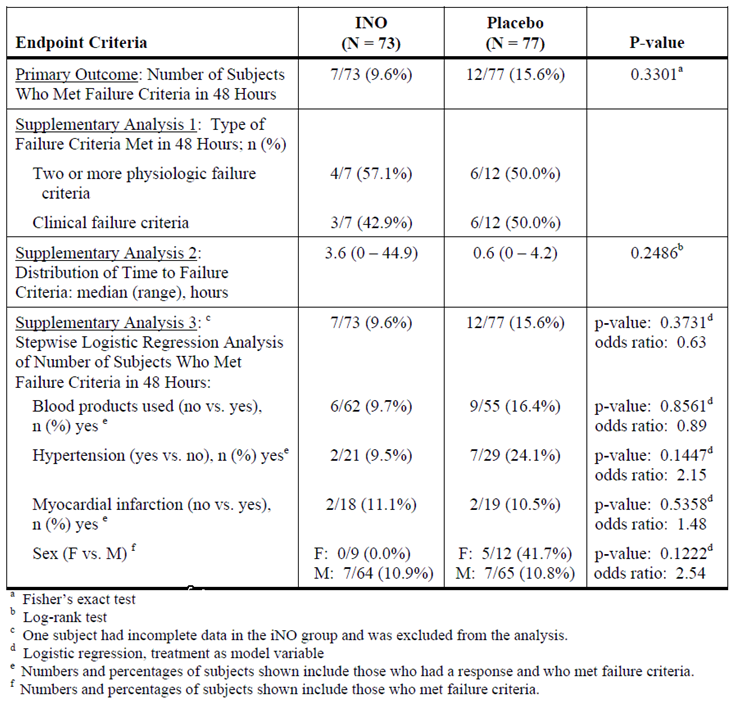 Endpoint Criteria INO (N = 73) Placebo (N = 77) P-value
Primary Outcome: Number of Subjects 7/73 (9.6%) 12/77 (15.6%) 0.3301a
Who Met Failure Criteria in 48 Hours
Supplementary Analysis 1: Type of
Failure Criteria Met in 48 Hours; n (%)
Two or more physiologic failure 4/7 (57.1%) 6/12 (50.0%)
criteria
Clinical failure criteria 3/7 (42.9%) 6/12 (50.0%)
Supplementary Analysis 2: 3.6 (0 – 44.9) 0.6 (0 – 4.2) 0.2486b
Distribution of Time to Failure
Criteria: median (range), hours
Supplementary Analysis 3: c 7/73 (9.6%) 12/77 (15.6%) p-value: 0.3731d
Stepwise Logistic Regression Analysis odds ratio: 0.63
of Number of Subjects Who Met
Failure Criteria in 48 Hours:
Blood products used (no vs. yes), 6/62 (9.7%) 9/55 (16.4%) p-value: 0.8561d
n (%) yes e odds ratio: 0.89
Hypertension (yes vs. no), n (%) yese 2/21 (9.5%) 7/29 (24.1%) p-value: 0.1447d
odds ratio: 2.15
Myocardial infarction (no vs. yes), 2/18 (11.1%) 2/19 (10.5%) p-value: 0.5358d
n (%) yes e odds ratio: 1.48
Sex (F vs. M) f F: 0/9 (0.0%) F: 5/12 (41.7%) p-value: 0.1222d
M: 7/64 (10.9%) M: 7/65 (10.8%) odds ratio: 2.54
a Fisher's exact test
b Log-rank test
c One subject had incomplete data in the iNO group and was excluded from the analysis.
d Logistic regression, treatment as model variable
e Numbers and percentages of subjects shown include those who had a response and who met failure criteria.
f Numbers and percentages of subjects shown include those who met failure criteria.